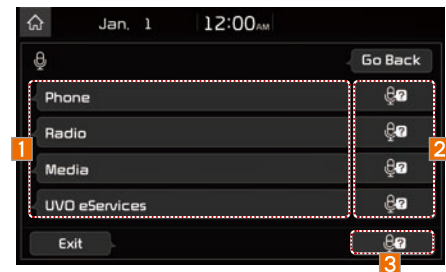 Jan. 1 12:00AM
Go Back
Phone ?
Radio ?
1 2
Media ?
UVO eServices ?
Exit ?
3